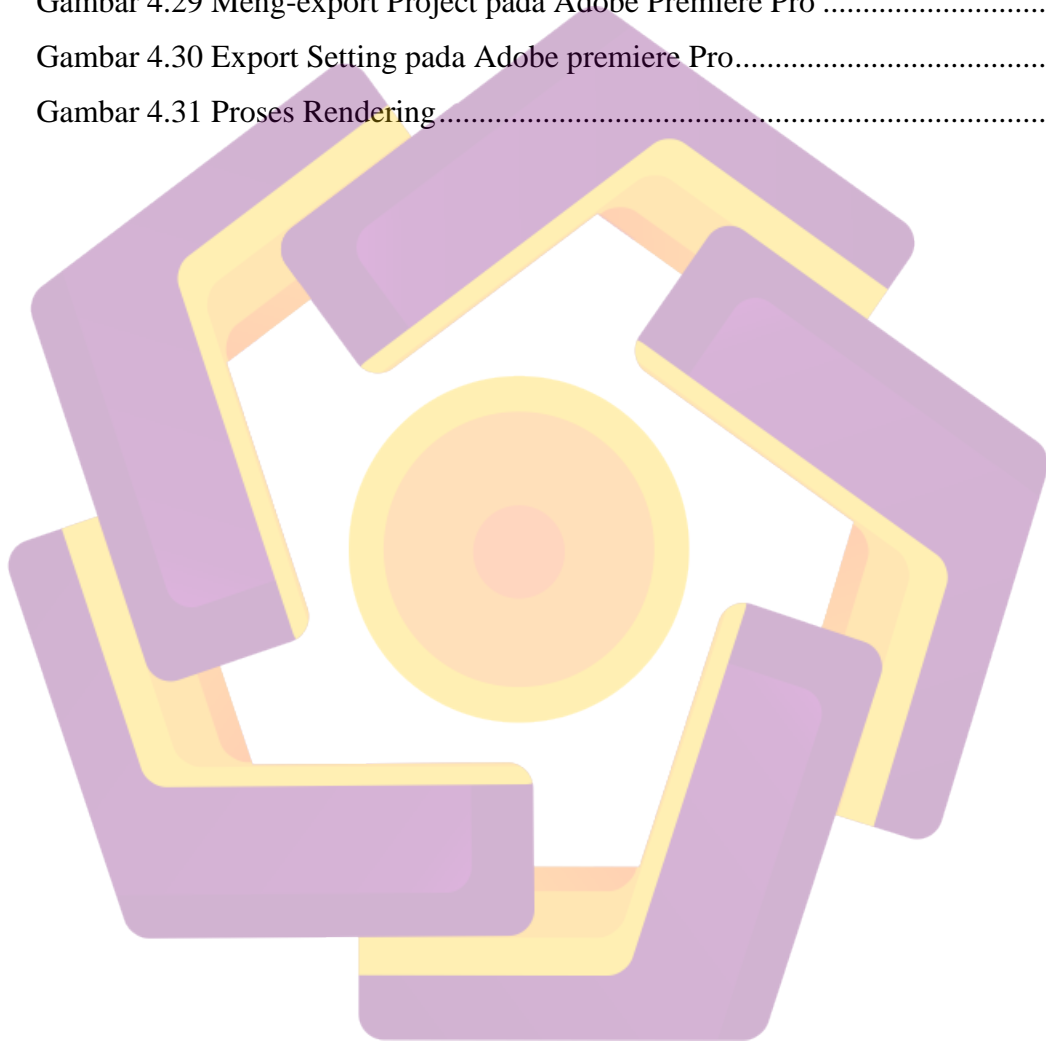 Gambar 4.29 Meng-export Project pada Adobe Premiere Pro ............................
Gambar 4.30 Export Setting pada Adobe premiere Pro.......................................
Gambar 4.31 Proses Rendering............................................................................